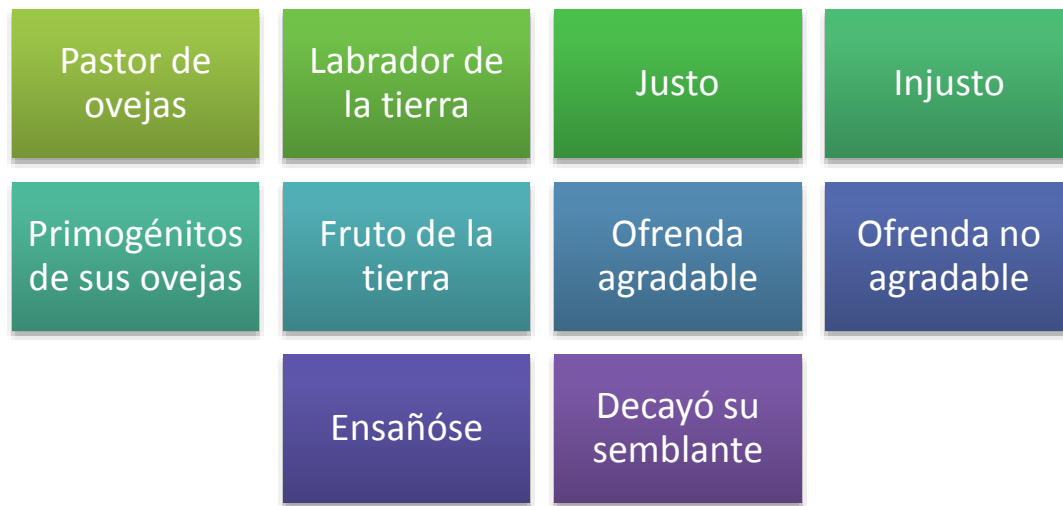 Pastor de
ovejas
Labrador de
la tierra
Justo
Injusto
Primogénitos
de sus ovejas
Fruto de la
tierra
Ofrenda
agradable
Ofrenda no
agradable
Ensañóse
Decayó su
semblante